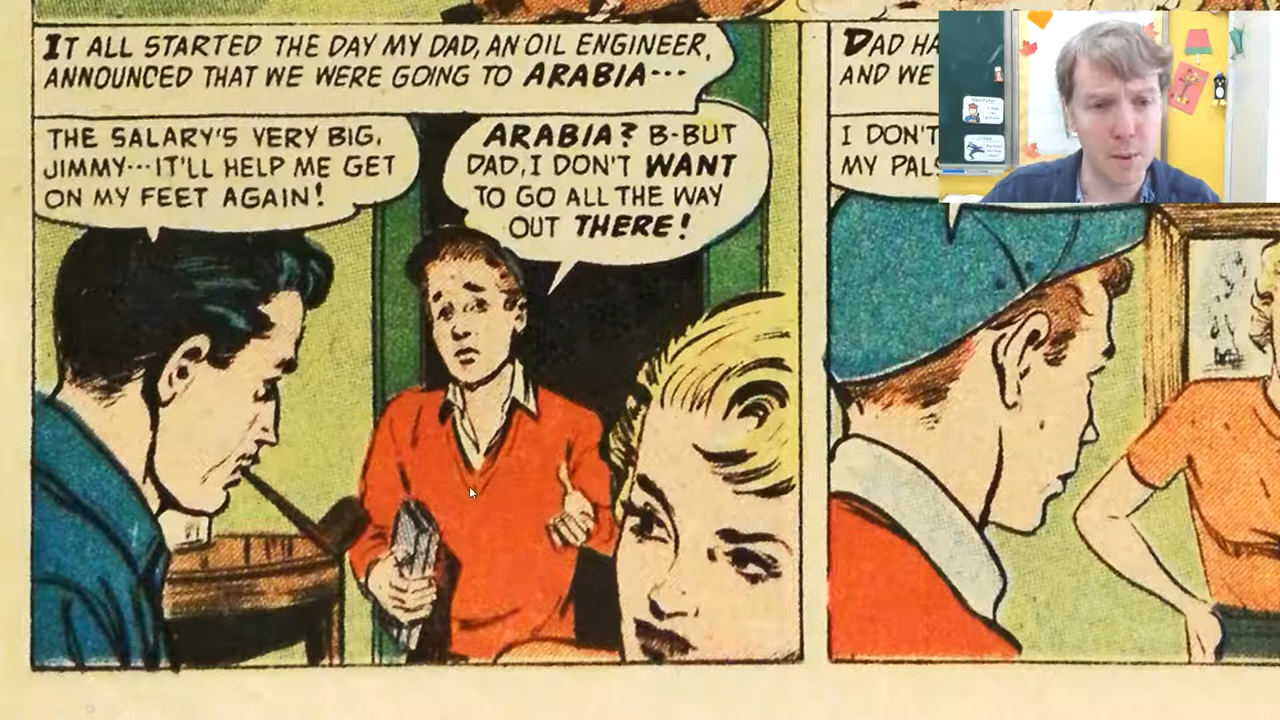 IT ALL STARTED THE DAY MY DAD, AN OIL ENGINEER,
ANNOUNCED THAT WE WERE GOING TO ARABIA---
THE SALARY'S VERY BIG,
JIMMY---IT'LL HELP ME GET
ON MY FEET AGAIN!
ARABIA? B-BUT
DAD, I DON'T WANT
TO GO ALL THE WAY
OUT THERE!
DAD HA
AND WE
I DON'T
MY PALS